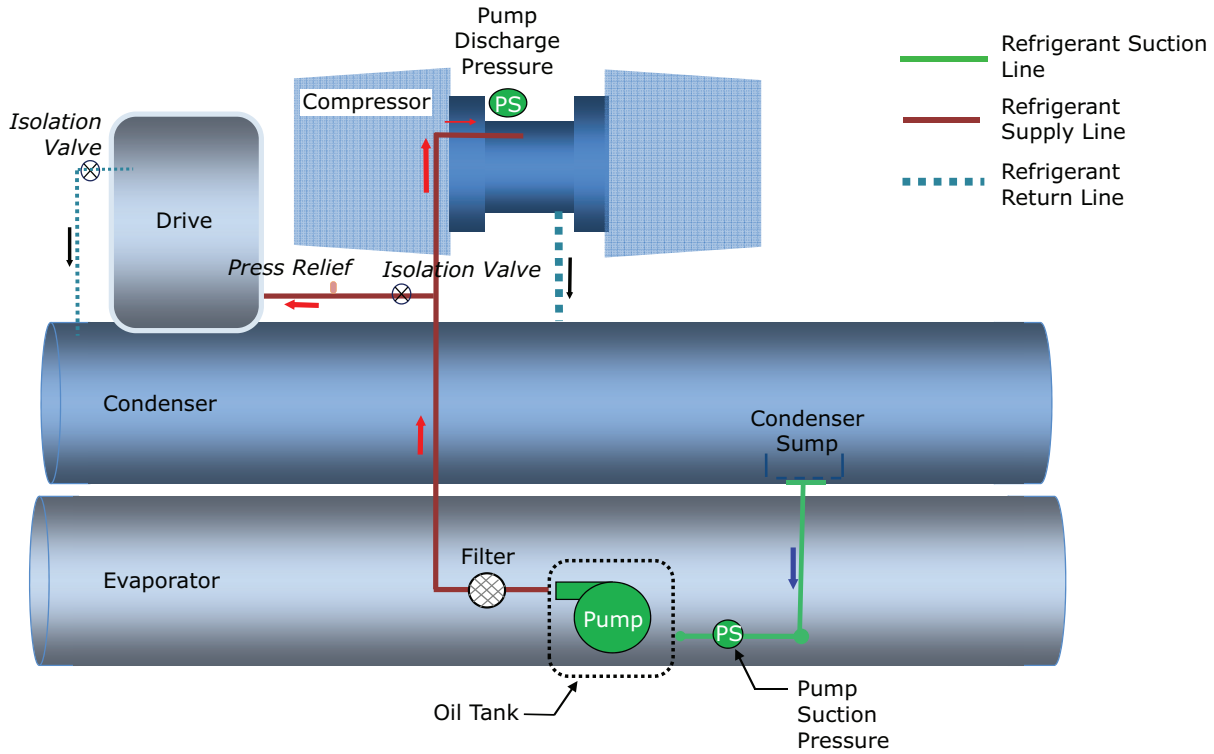 Pump
Discharge
Pressure
PS
Compressor
Isolation
Valve
Drive
Press Relief
Isolation Valve
Condenser
Condenser
Sump
Filter
Evaporator
Pump
PS
Oil Tank
Pump
Suction
Pressure
Refrigerant Suction
Line
Refrigerant
Supply Line
Refrigerant
Return Line